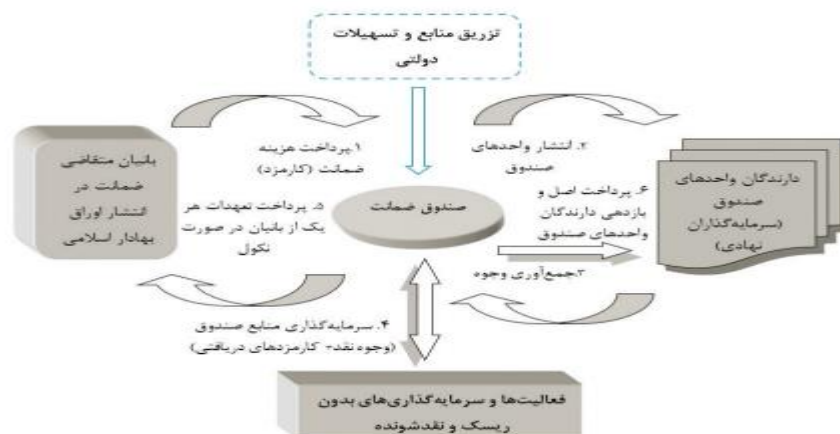 تزریق منابع و تسهیلات
دولتی
۱.پرداخت هزینه
ضمانت (کارمزد)
۲. انتشار واحدهای
صندوق
بانیان متقاضی
ضمانت در
انتشار اوراق
بهادار اسلامی
۵. پرداخت تعهدات هر
یک از بانیان در صورت
نکول
صندوق ضمانت
۶. پرداخت اصل و
بازدهی دارندگان
واحدهای صندوق
دارندگان واحدهای
صندوق
(سرمایه‌گذاران
نهادی)
۳.جمع‌آوری وجوه
۴. سرمایه‌گذاری منابع صندوق
(وجوه نقد+ کارمزدهای دریافتی)
فعالیت‌ها و سرمایه‌گذاری‌های بدون
ریسک و نقدشونده